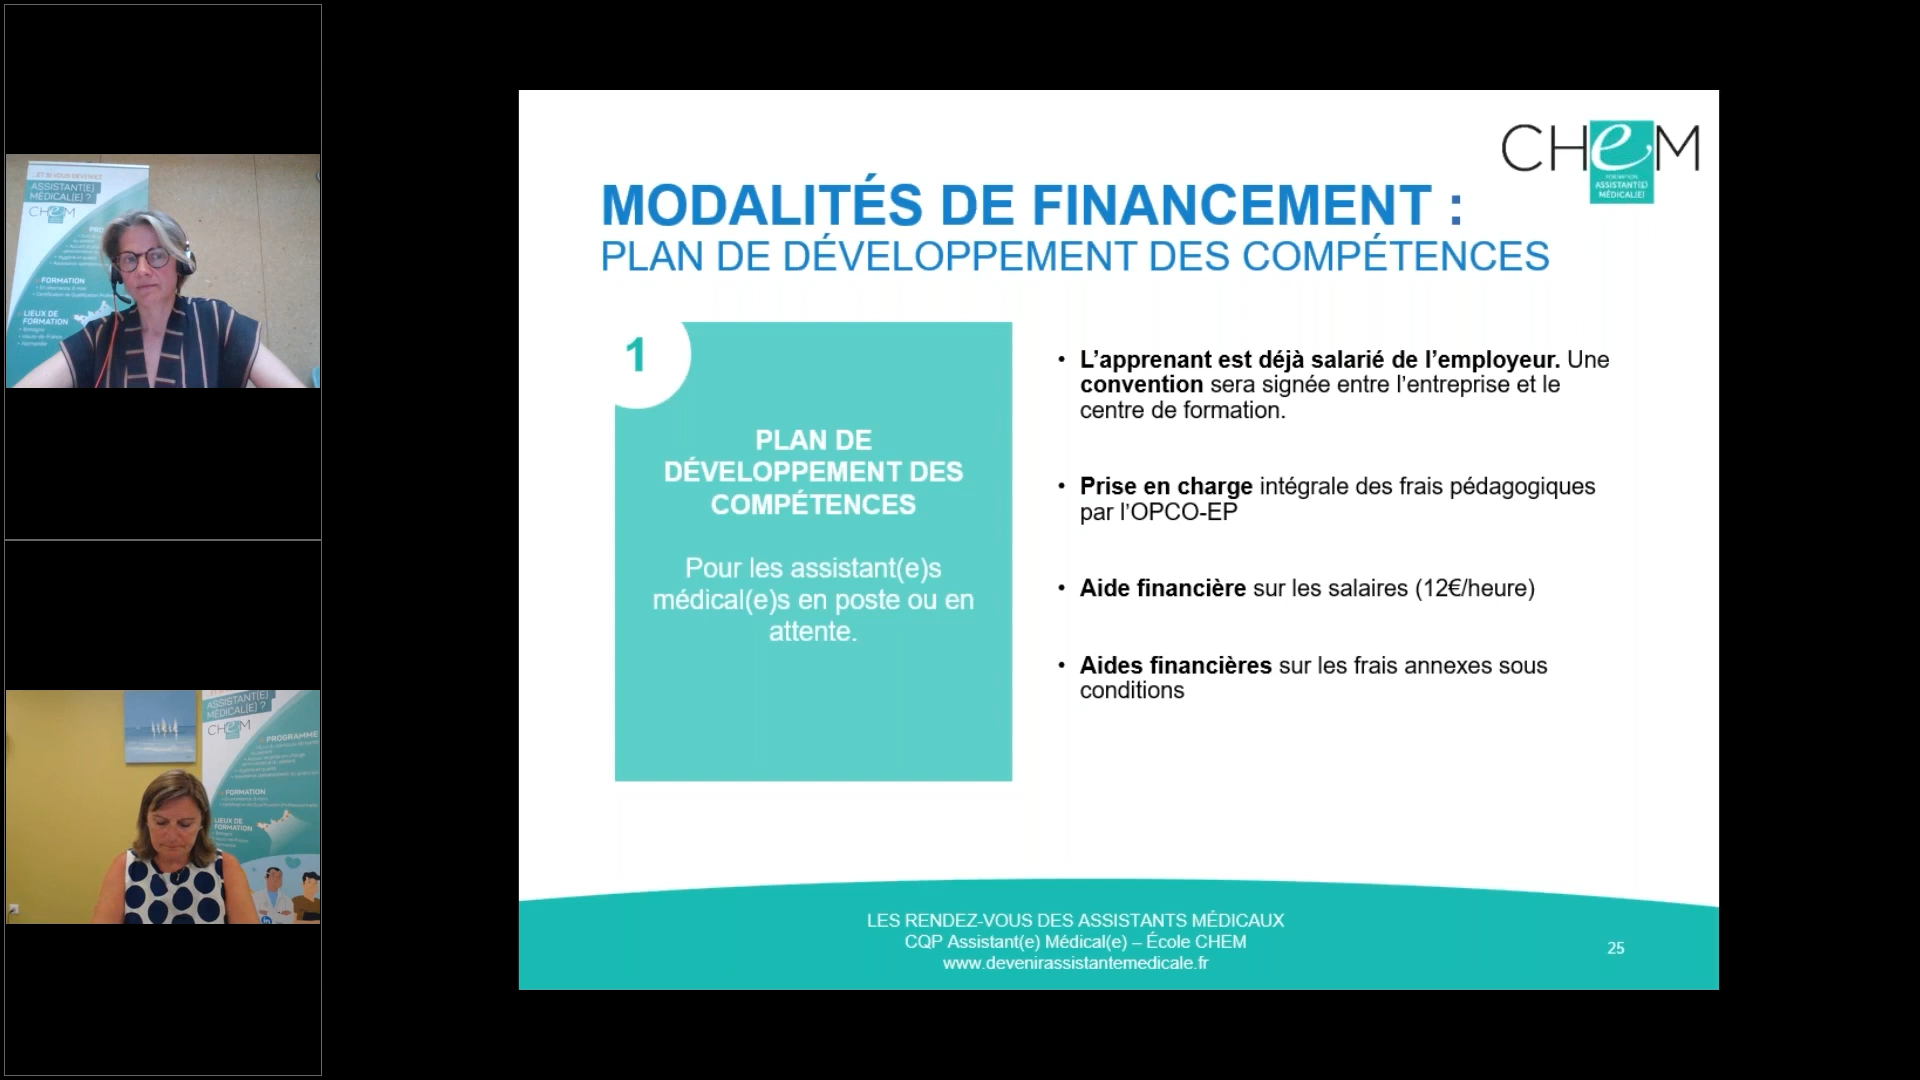 ...ET SI VOUS DEVENIEZ
ASSISTANT(E)
MÉDICAL(E) ?
CHeM
FORMATION
LIEUX DE
FORMATION
ASSISTANT(E)
MÉDICAL(E) ?
CHeM
PROGRAMME
FORMATION
LIEUX DE
FORMATION
CHeM
FORMATION
ASSISTANT(E)
MÉDICAL(E)
MODALITÉS DE FINANCEMENT :
PLAN DE DÉVELOPPEMENT DES COMPÉTENCES
1
PLAN DE
DÉVELOPPEMENT DES
COMPÉTENCES
Pour les assistant(e)s
médical(e)s en poste ou en
attente.
• L’apprenant est déjà salarié de l’employeur. Une
convention sera signée entre l’entreprise et le
centre de formation.
• Prise en charge intégrale des frais pédagogiques
par l’OPCO-EP
• Aide financière sur les salaires (12€/heure)
• Aides financières sur les frais annexes sous
conditions
LES RENDEZ-VOUS DES ASSISTANTS MÉDICAUX
CQP Assistant(e) Médical(e) – École CHEM
www.devenirassistantemedicale.fr
25